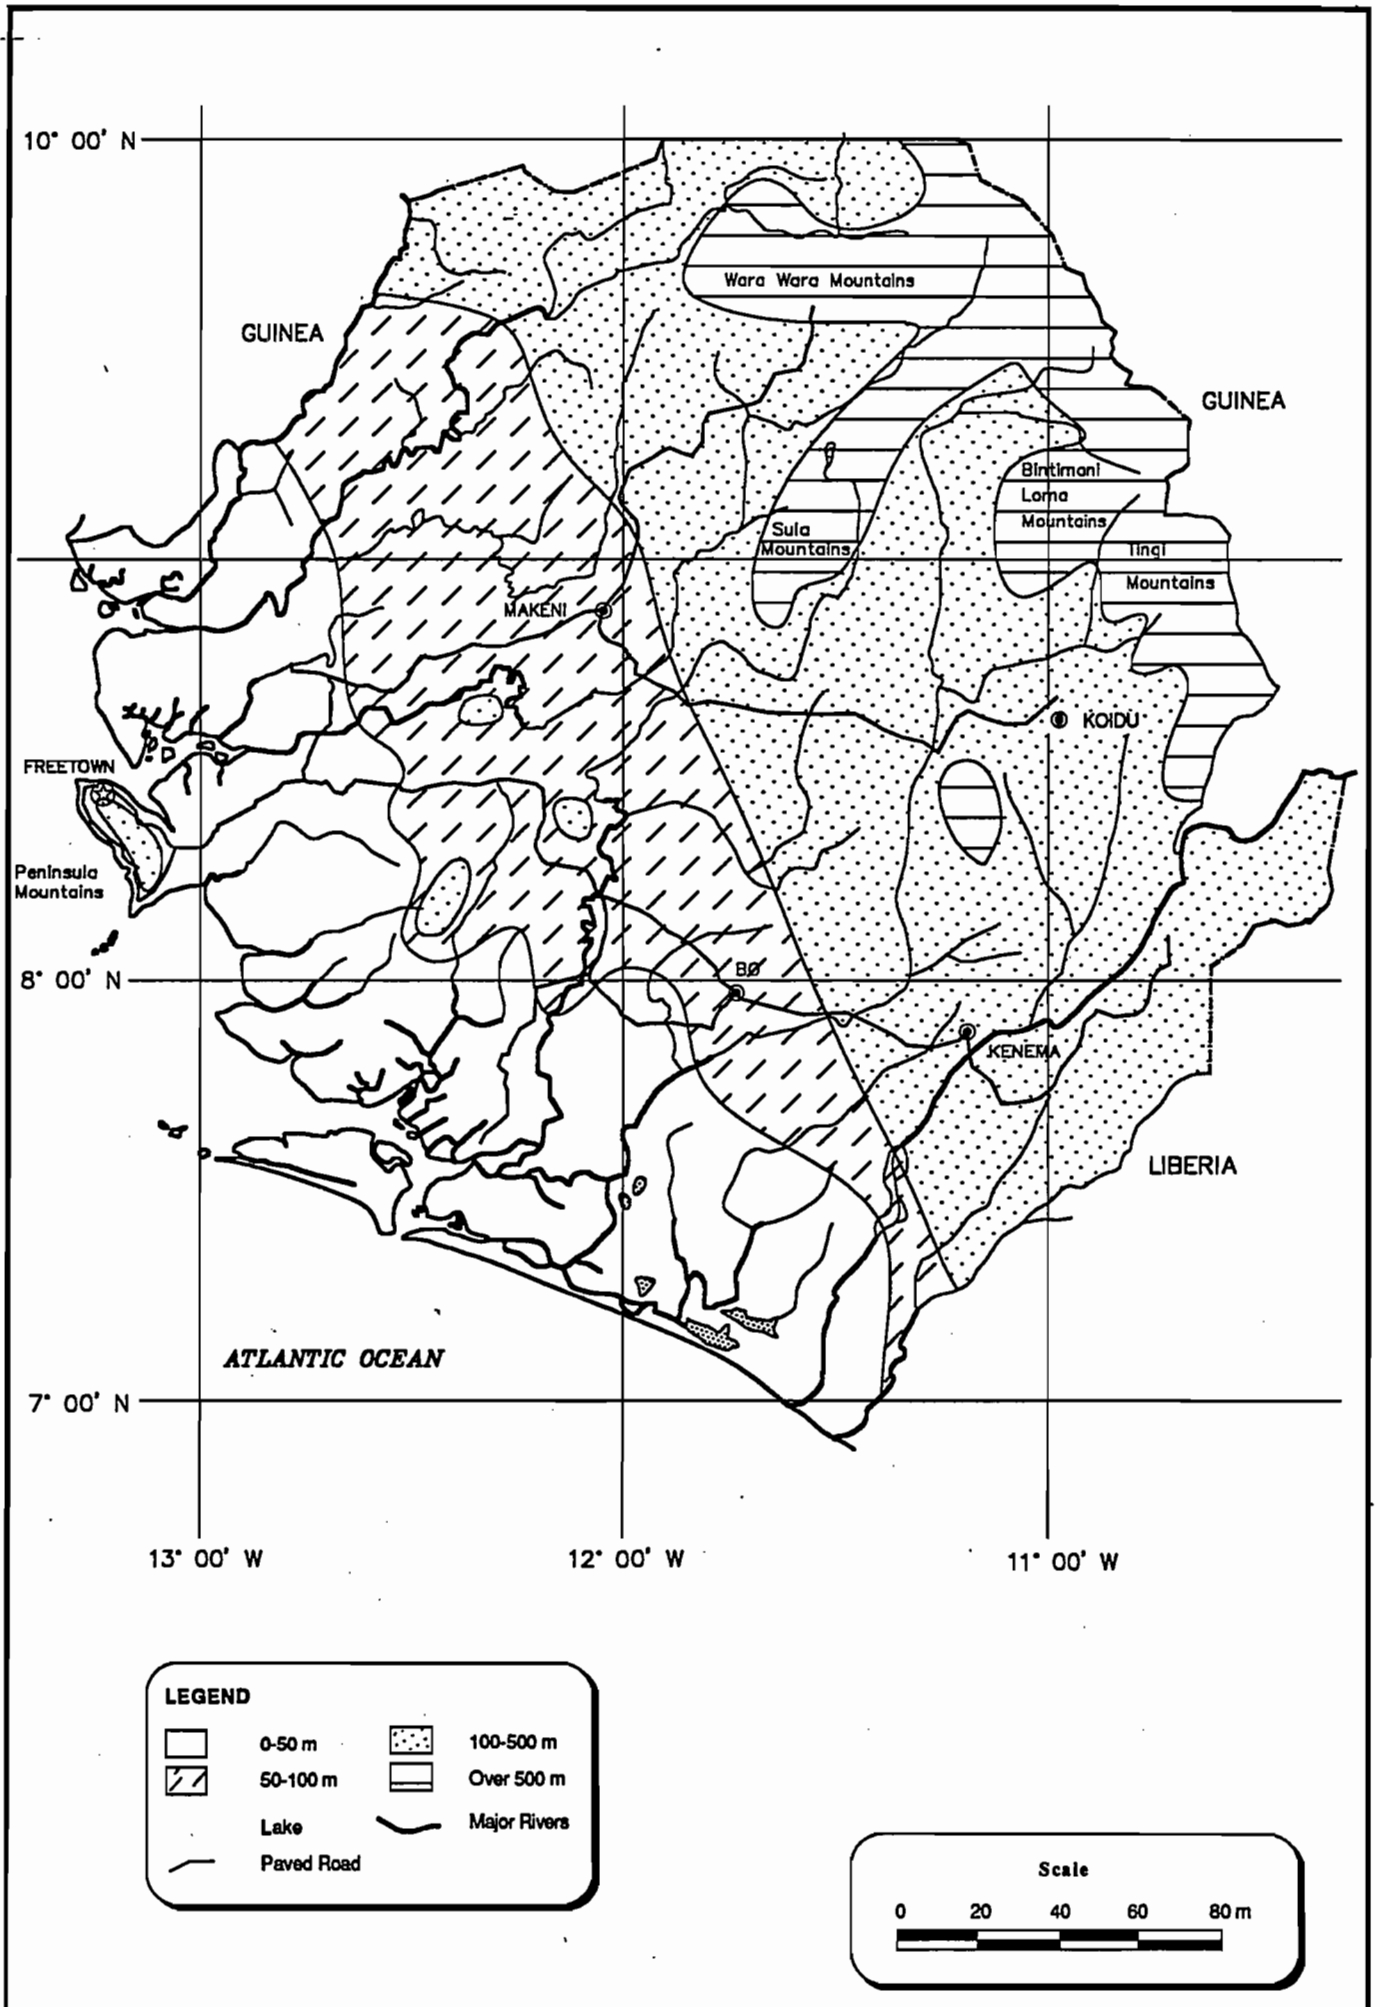 10° 00' N
Wara Wara Mountains
GUINEA
GUINEA
Bintimani
Loma
Mountains
Sula
Mountains
Tingi
Mountains
MAKENI
KOIDU
FREETOWN
Peninsula
Mountains
8° 00' N
BO
KENEMA
LIBERIA
ATLANTIC OCEAN
7° 00' N
13° 00' W
12° 00' W
11° 00' W
LEGEND
0-50 m
100-500 m
50-100 m
Over 500 m
Lake
Major Rivers
Paved Road
Scale
0 20 40 60 80 m